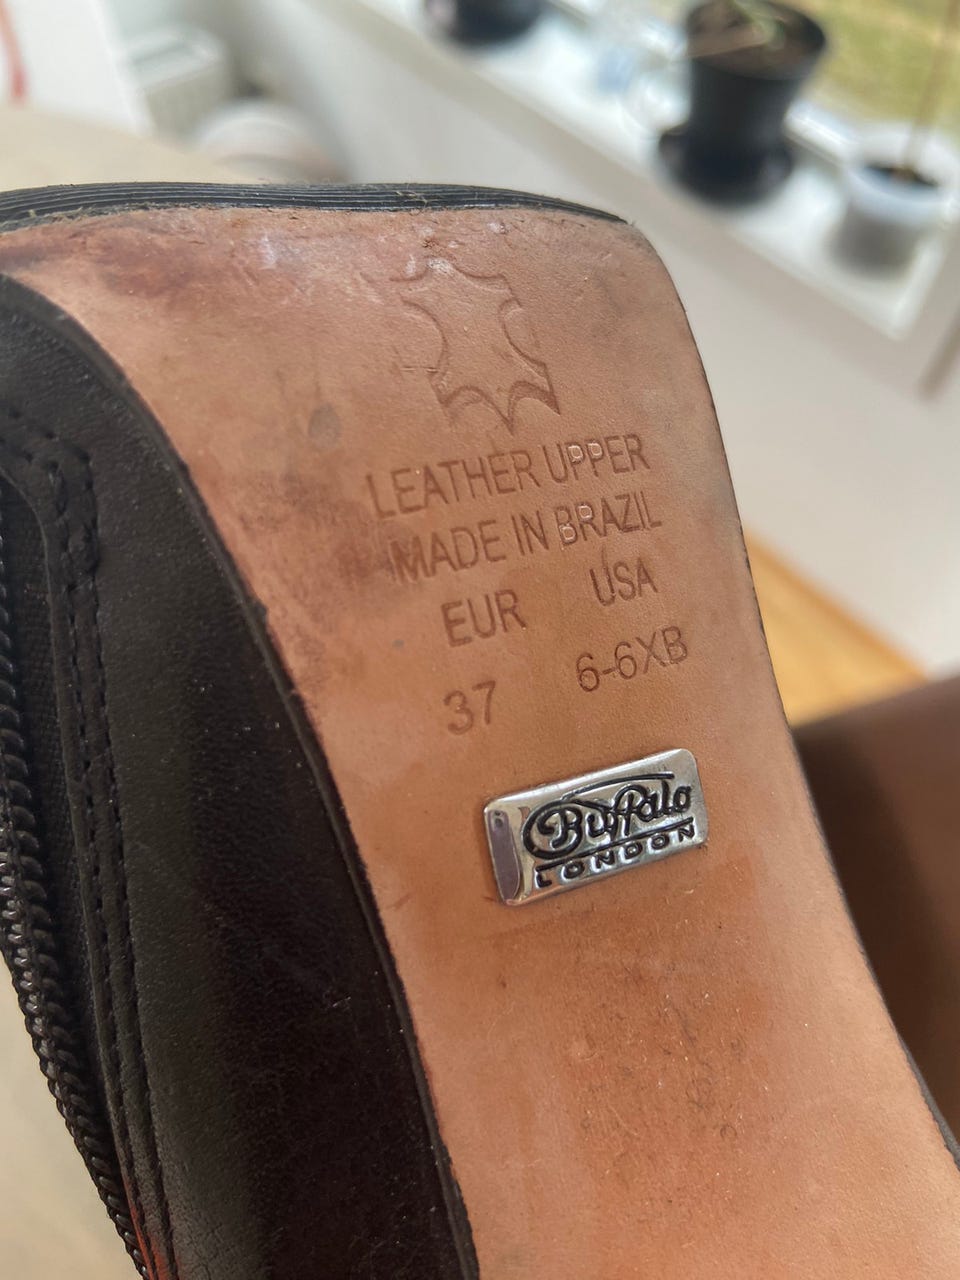 LEATHER UPPER
MADE IN BRAZIL
EUR USA
37 6-6XB
Buffalo
LONDON